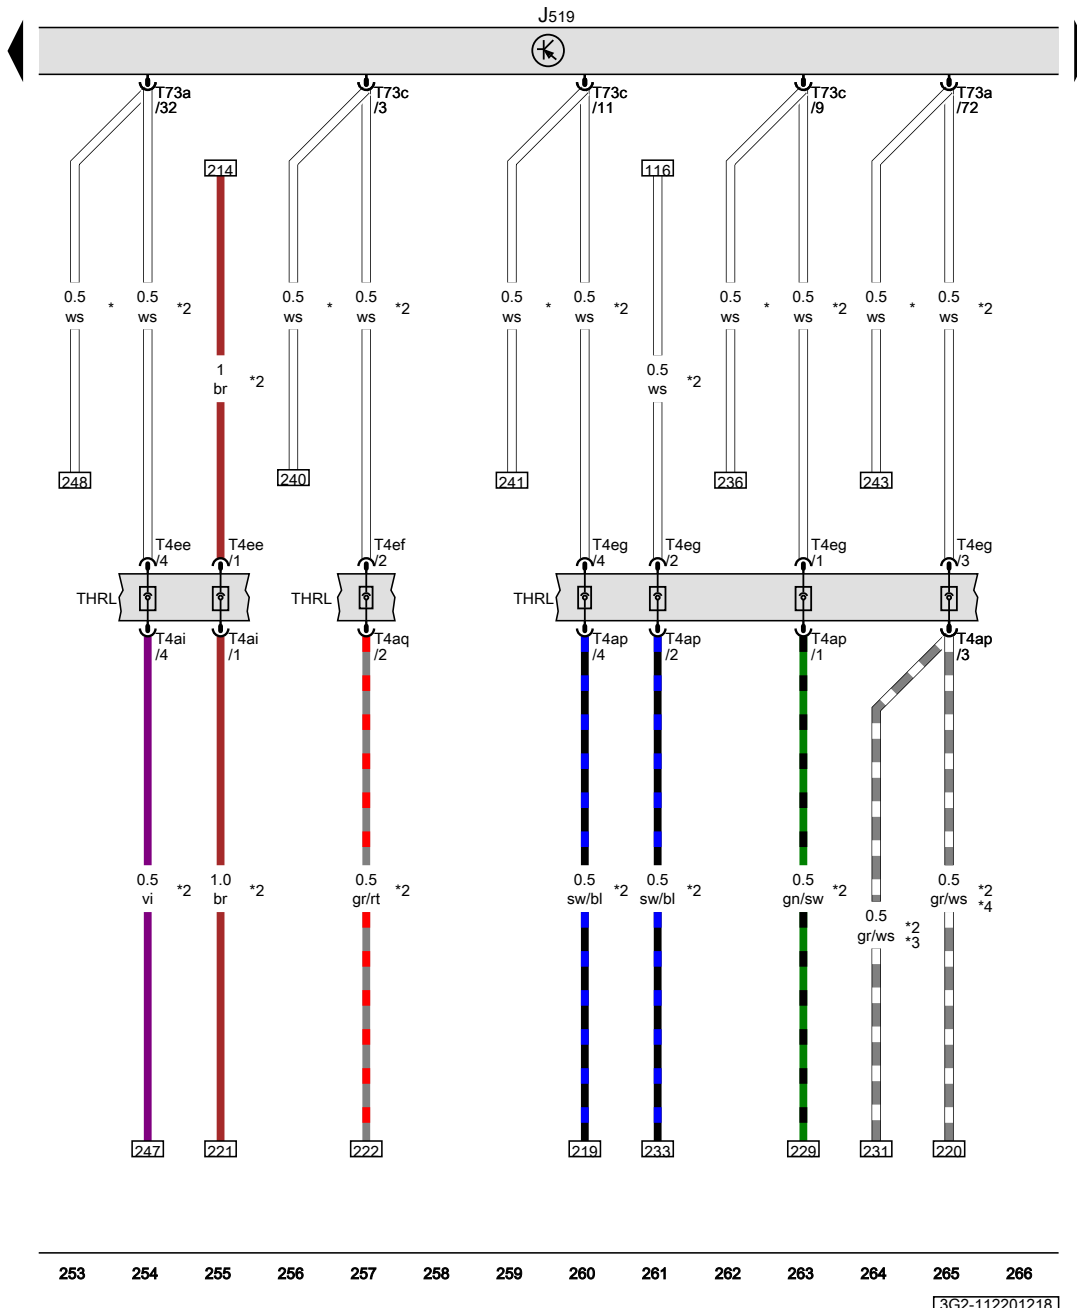 J519
T73a
/32
T73c
/3
T73c
/11
T73c
/9
T73a
/72
214
116
0.5
ws
*
0.5
ws
*2
0.5
ws
*
0.5
ws
*2
0.5
ws
*
0.5
ws
*2
0.5
ws
*
0.5
ws
*2
0.5
ws
*
0.5
ws
*2
1
br
*2
0.5
ws
*2
248
240
241
236
243
T4ee
/4
T4ee
/1
T4ef
/2
T4eg
/4
T4eg
/2
T4eg
/1
T4eg
/3
THRL
THRL
THRL
T4ai
/4
T4ai
/1
T4aq
/2
T4ap
/4
T4ap
/2
T4ap
/1
T4ap
/3
0.5
vi
*2
1.0
br
*2
0.5
gr/rt
*2
0.5
sw/bl
*2
0.5
sw/bl
*2
0.5
gn/sw
*2
0.5
gr/ws
*2
*3
0.5
gr/ws
*2
*4
247
221
222
219
233
229
231
220
253 254 255 256 257 258 259 260 261 262 263 264 265 266
3G2-112201218